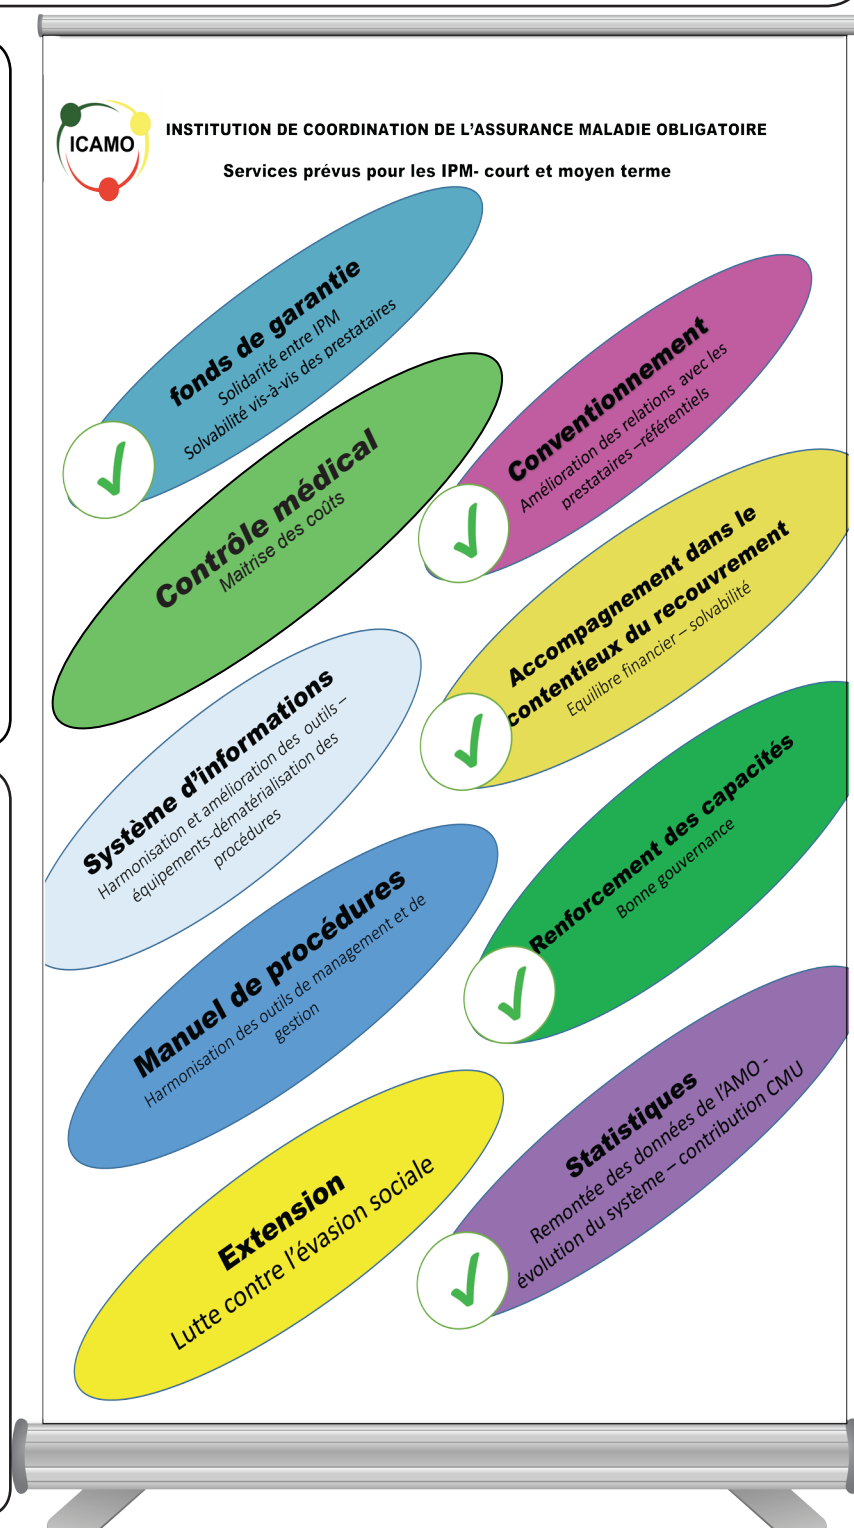 ICAMO
INSTITUTION DE COORDINATION DE L'ASSURANCE MALADIE OBLIGATOIRE
Services prévus pour les IPM- court et moyen terme
fonds de garantie
Solidarité entre IPM
Solvabilité vis-à-vis des prestataires
Conventionnement
Amélioration des relations avec les
prestataires –référentiels
Contrôle médical
Maitrise des coûts
Accompagnement dans le
contentieux du recouvrement
Equilibre financier – solvabilité
Système d'informations
Harmonisation et amélioration des outils –
équipements-dématérialisation des
procédures
Renforcement des capacités
Bonne gouvernance
Manuel de procédures
Harmonisation des outils de management et de
gestion
Statistiques
Remontée des données de l'AMO -
évolution du système – contribution CMU
Extension
Lutte contre l'évasion sociale